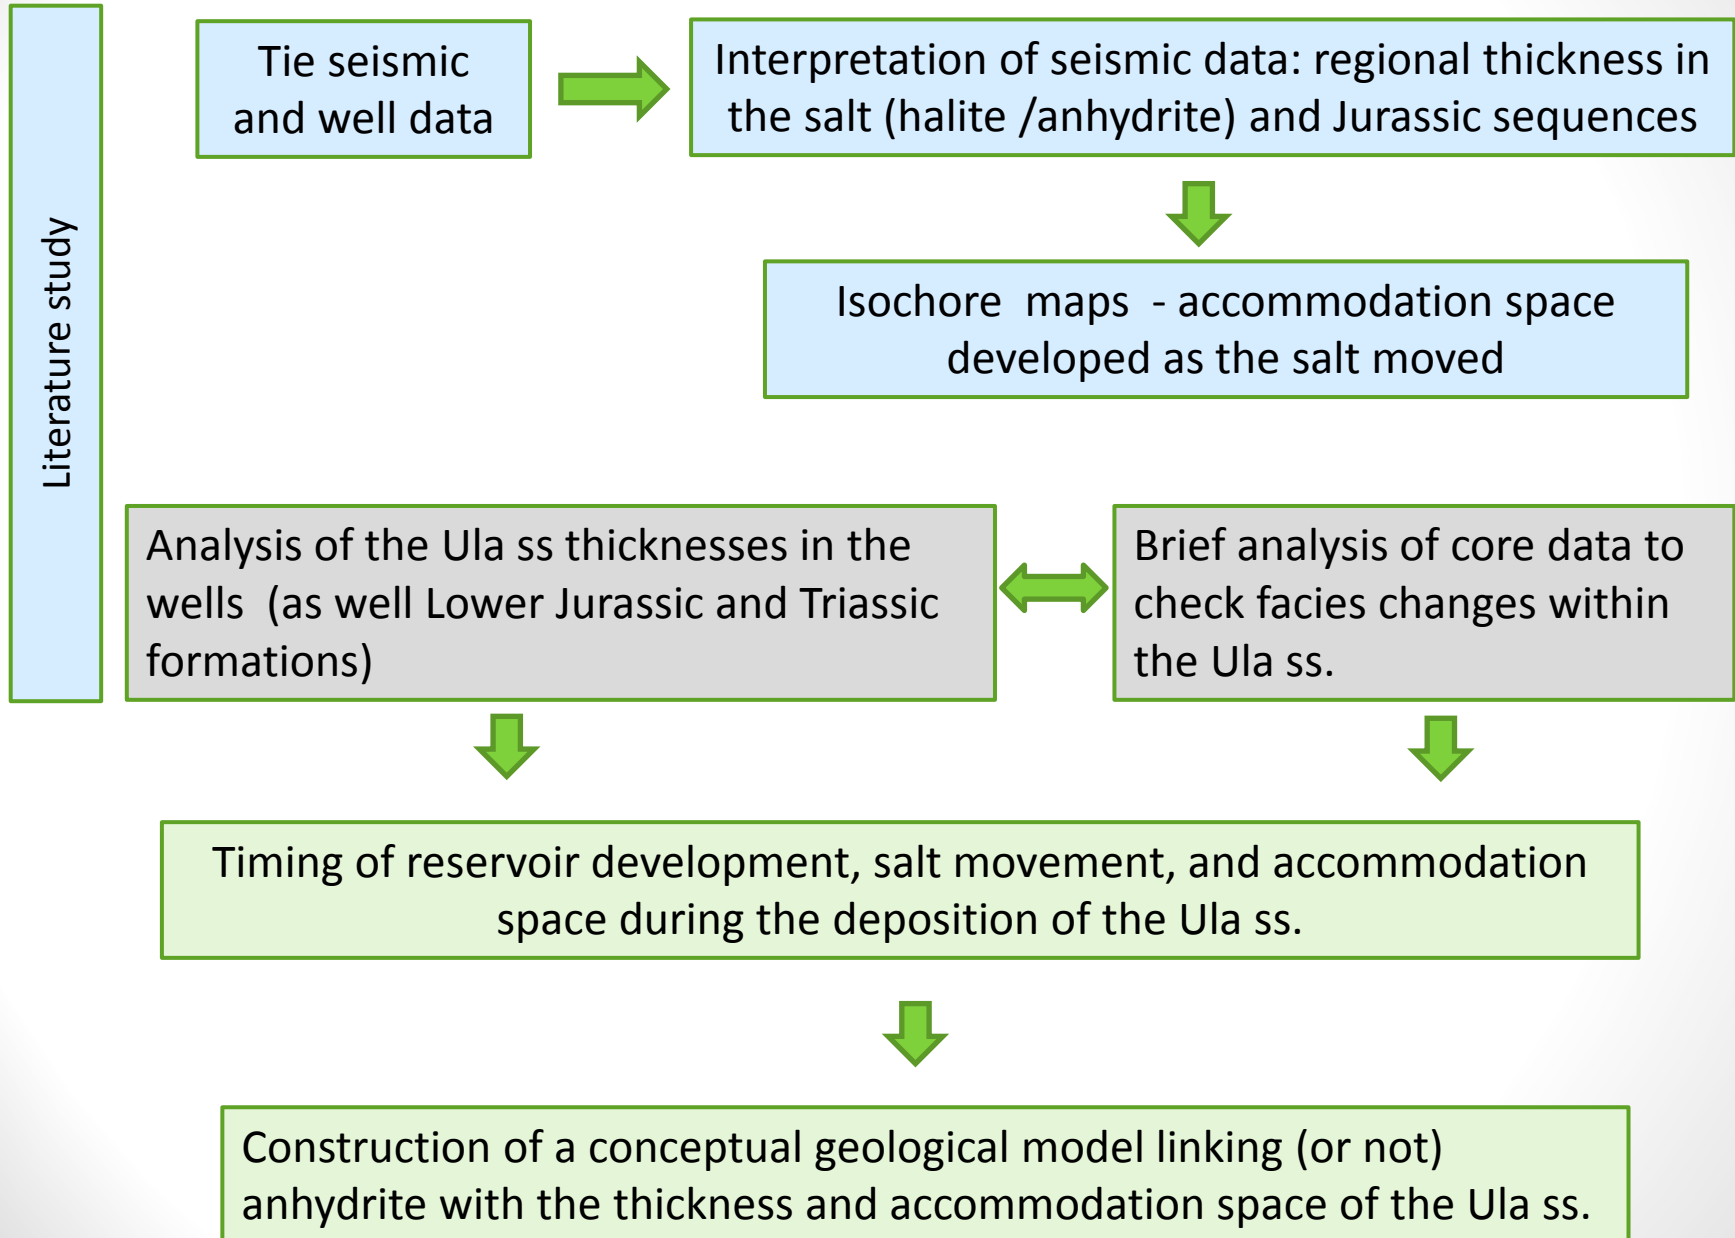 Literature study
Tie seismic
and well data
Interpretation of seismic data: regional thickness in
the salt (halite /anhydrite) and Jurassic sequences
Isochore maps - accommodation space
developed as the salt moved
Analysis of the Ula ss thicknesses in the
wells (as well Lower Jurassic and Triassic
formations)
Brief analysis of core data to
check facies changes within
the Ula ss.
Timing of reservoir development, salt movement, and accommodation
space during the deposition of the Ula ss.
Construction of a conceptual geological model linking (or not)
anhydrite with the thickness and accommodation space of the Ula ss.